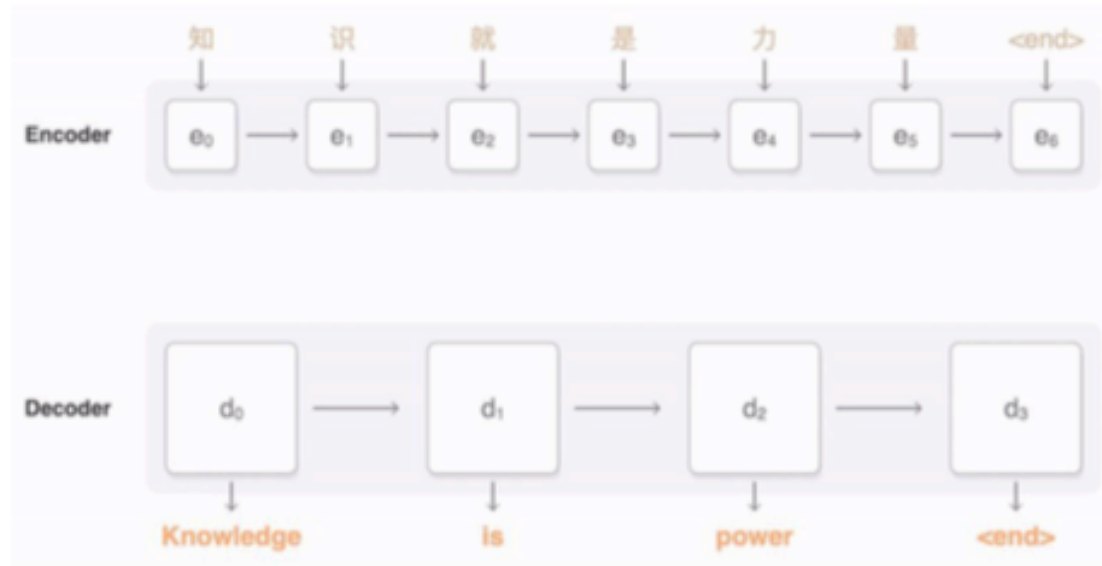 知 识 就 是 力 量 <end>
Encoder e₀ e₁ e₂ e₃ e₄ e₅ e₆
Decoder d₀ d₁ d₂ d₃
Knowledge is power <end>